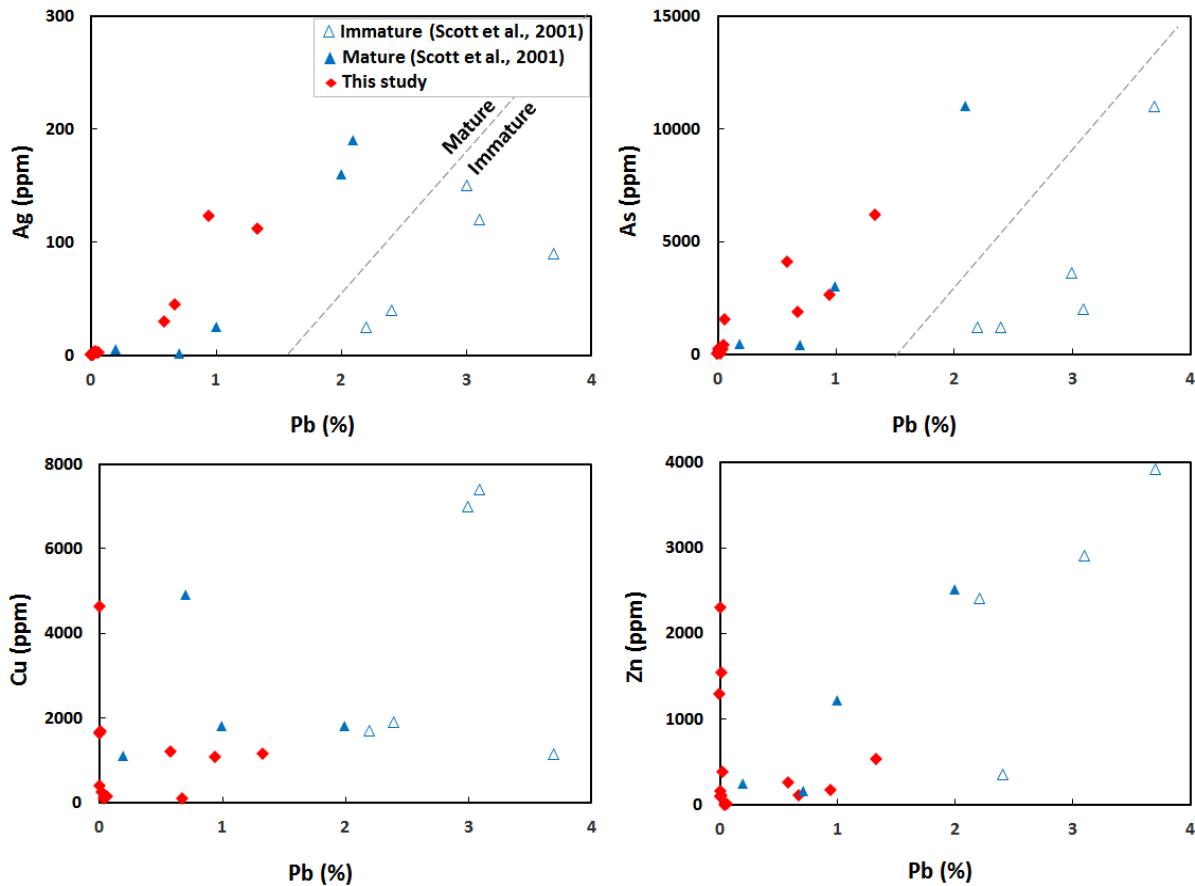 300
200
100
0
Ag (ppm)
0 1 2 3 4
Pb (%)
Immature (Scott et al., 2001)
Mature (Scott et al., 2001)
This study
Mature
Immature
15000
10000
5000
0
As (ppm)
0 1 2 3 4
Pb (%)
8000
6000
4000
2000
0
Cu (ppm)
0 1 2 3 4
Pb (%)
4000
3000
2000
1000
0
Zn (ppm)
0 1 2 3 4
Pb (%)